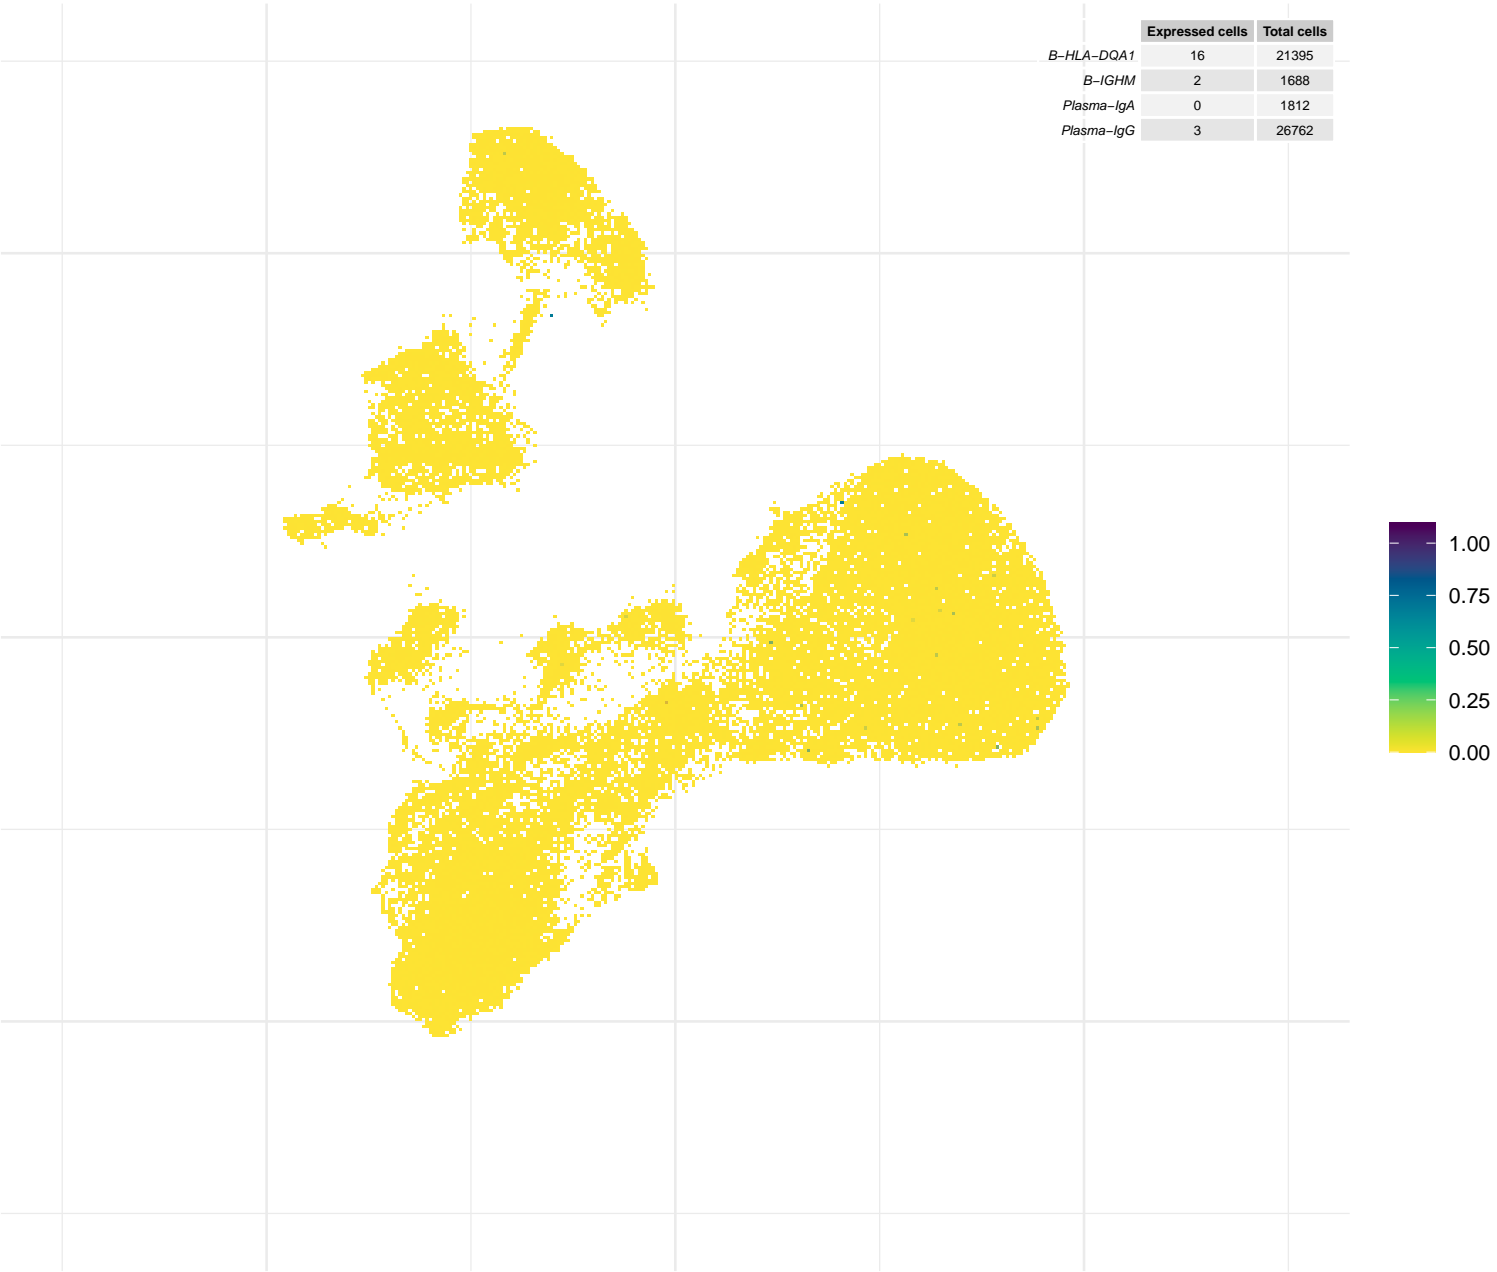 Expressed cells Total cells
B−HLA−DQA1 16 21395
B−IGHM 2 1688
Plasma−IgA 0 1812
Plasma−IgG 3 26762
1.00
0.75
0.50
0.25
0.00